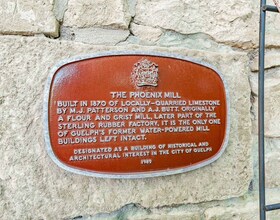 THE PHOENIX MILL
BUILT IN 1870 OF LOCALLY-QUARRIED LIMESTONE
BY M.J. PATTERSON AND A.J. BUTT. ORIGINALLY
A FLOUR AND GRIST MILL, LATER PART OF THE
STERLING RUBBER FACTORY, IT IS THE ONLY ONE
OF GUELPH'S FORMER WATER-POWERED MILL
BUILDINGS LEFT INTACT.
DESIGNATED AS A BUILDING OF HISTORICAL AND
ARCHITECTURAL INTEREST IN THE CITY OF GUELPH
1989